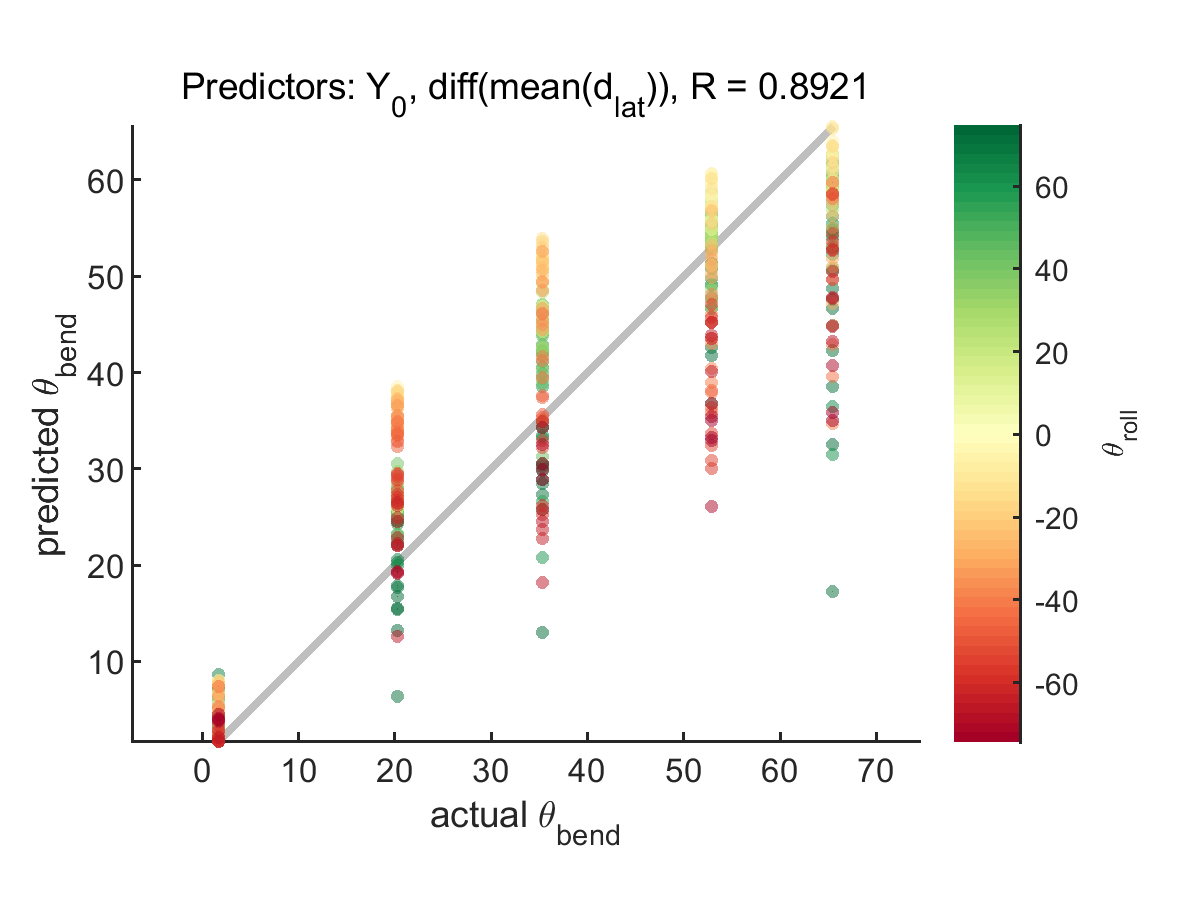 Predictors: Y0, diff(mean(dlat)), R = 0.8921
60
50
40
30
20
10
predicted θbend
0 10 20 30 40 50 60 70
actual θbend
60
40
20
0
-20
-40
-60
θroll